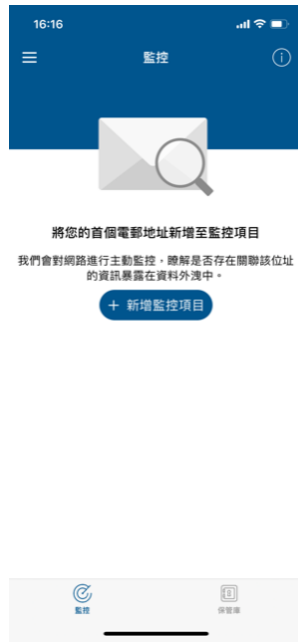 16:16
監控
將您的首個電郵地址新增至監控項目
我們會對網路進行主動監控，瞭解是否存在關聯該位址
的資訊暴露在資料外洩中。
+ 新增監控項目
監控
保管庫